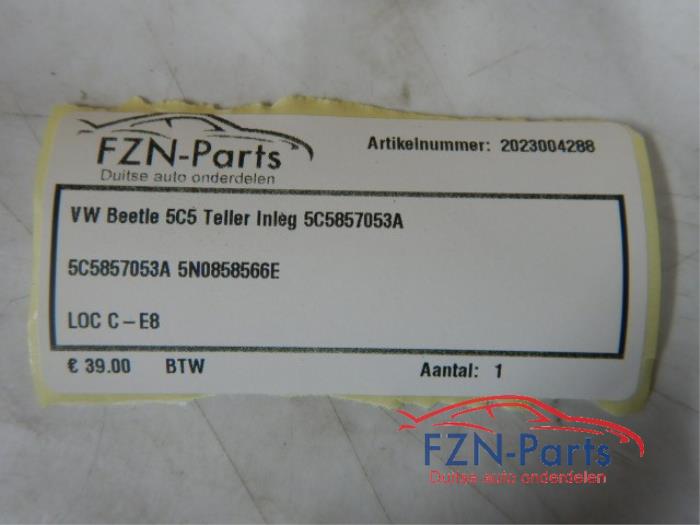 FZN-Parts
Duitse auto onderdelen
Artikelnummer: 2023004288
VW Beetle 5C5 Teller Inleg 5C5857053A
5C5857053A 5N0858566E
LOC C-E8
€ 39.00 BTW
Aantal: 1
FZN-Parts
Duitse auto onderdelen